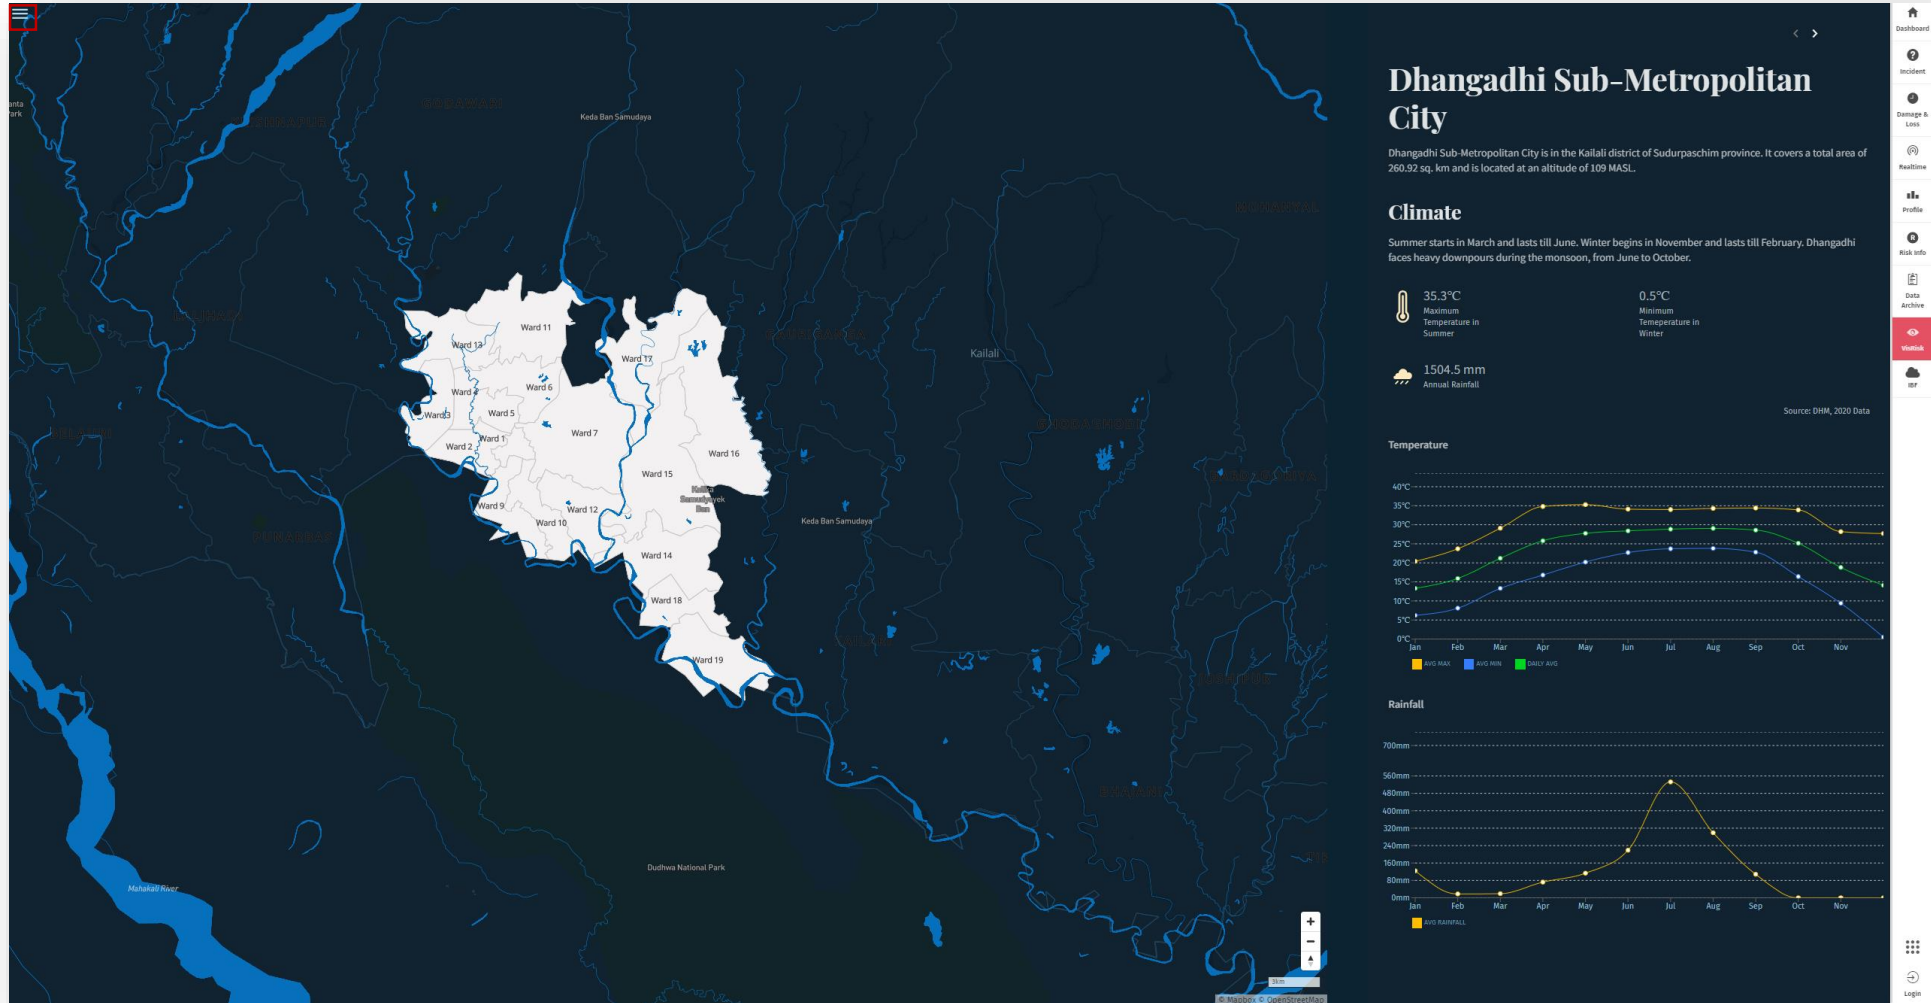 Keda Ban Samudaya
Kailali
Ward 11
Ward 13
Ward 17
Ward 6
Ward 4
Ward 3
Ward 5
Ward 7
Ward 1
Ward 2
Ward 16
Ward 15
Ward 9
Ward 12
Ward 10
Keda Ban Samudaya
Ward 14
Ward 18
Ward 19
Dudhwa National Park
Mahakali River
3km
© Mapbox © OpenStreetMap
Dhangadhi Sub-Metropolitan
City
Dhangadhi Sub-Metropolitan City is in the Kailali district of Sudurpaschim province. It covers a total area of
260.92 sq. km and is located at an altitude of 109 MASL.
Climate
Summer starts in March and lasts till June. Winter begins in November and lasts till February. Dhangadhi
faces heavy downpours during the monsoon, from June to October.
35.3°C
Maximum
Temperature in
Summer
0.5°C
Minimum
Temeperature in
Winter
1504.5 mm
Annual Rainfall
Source: DHM, 2020 Data
Temperature
40°C
35°C
30°C
25°C
20°C
15°C
10°C
5°C
0°C
Jan Feb Mar Apr May Jun Jul Aug Sep Oct Nov
AVG MAX AVG MIN DAILY AVG
Rainfall
700mm
560mm
480mm
400mm
320mm
240mm
160mm
80mm
0mm
Jan Feb Mar Apr May Jun Jul Aug Sep Oct Nov
AVG RAINFALL
Dashboard
Incident
Damage &
Loss
Realtime
Profile
Risk Info
Data
Archive
VisRisk
IBF
Login